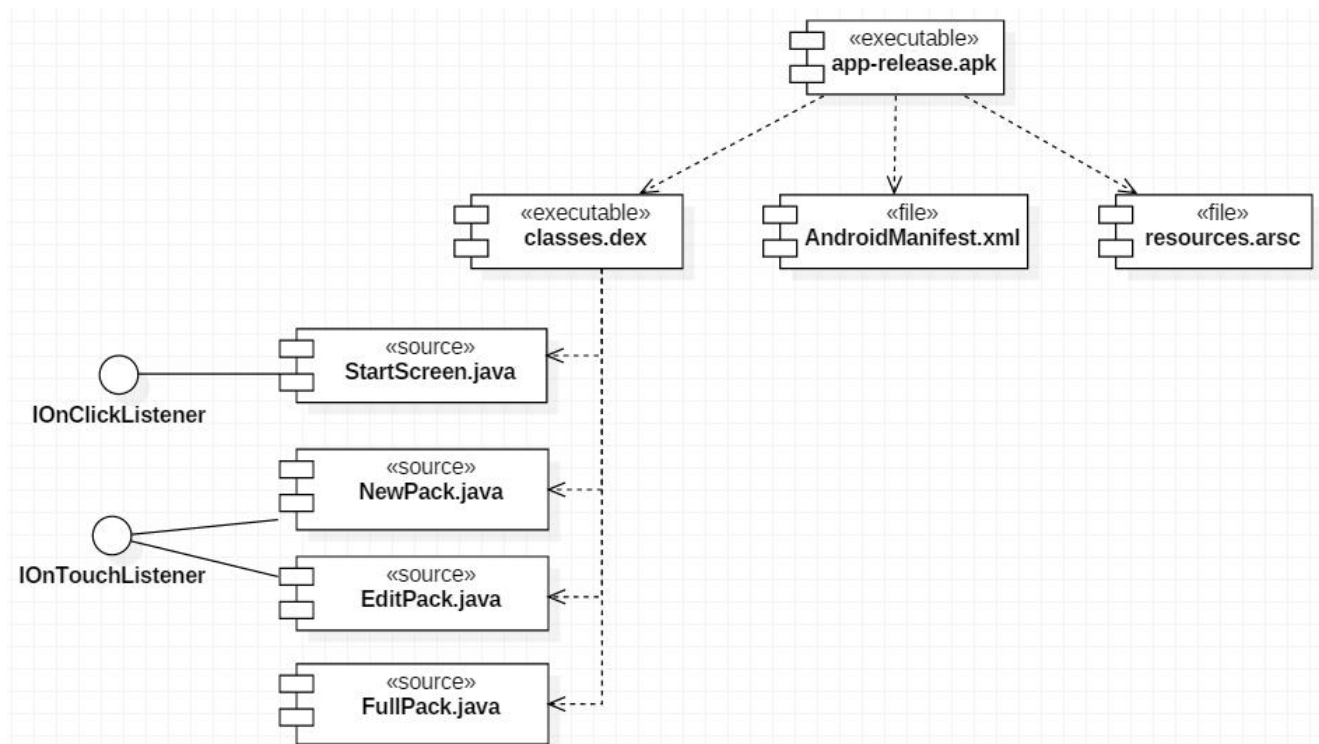 «executable»
app-release.apk
«executable»
classes.dex
«file»
AndroidManifest.xml
«file»
resources.arsc
«source»
StartScreen.java
IOnClickListener
«source»
NewPack.java
IOnTouchListener
«source»
EditPack.java
«source»
FullPack.java